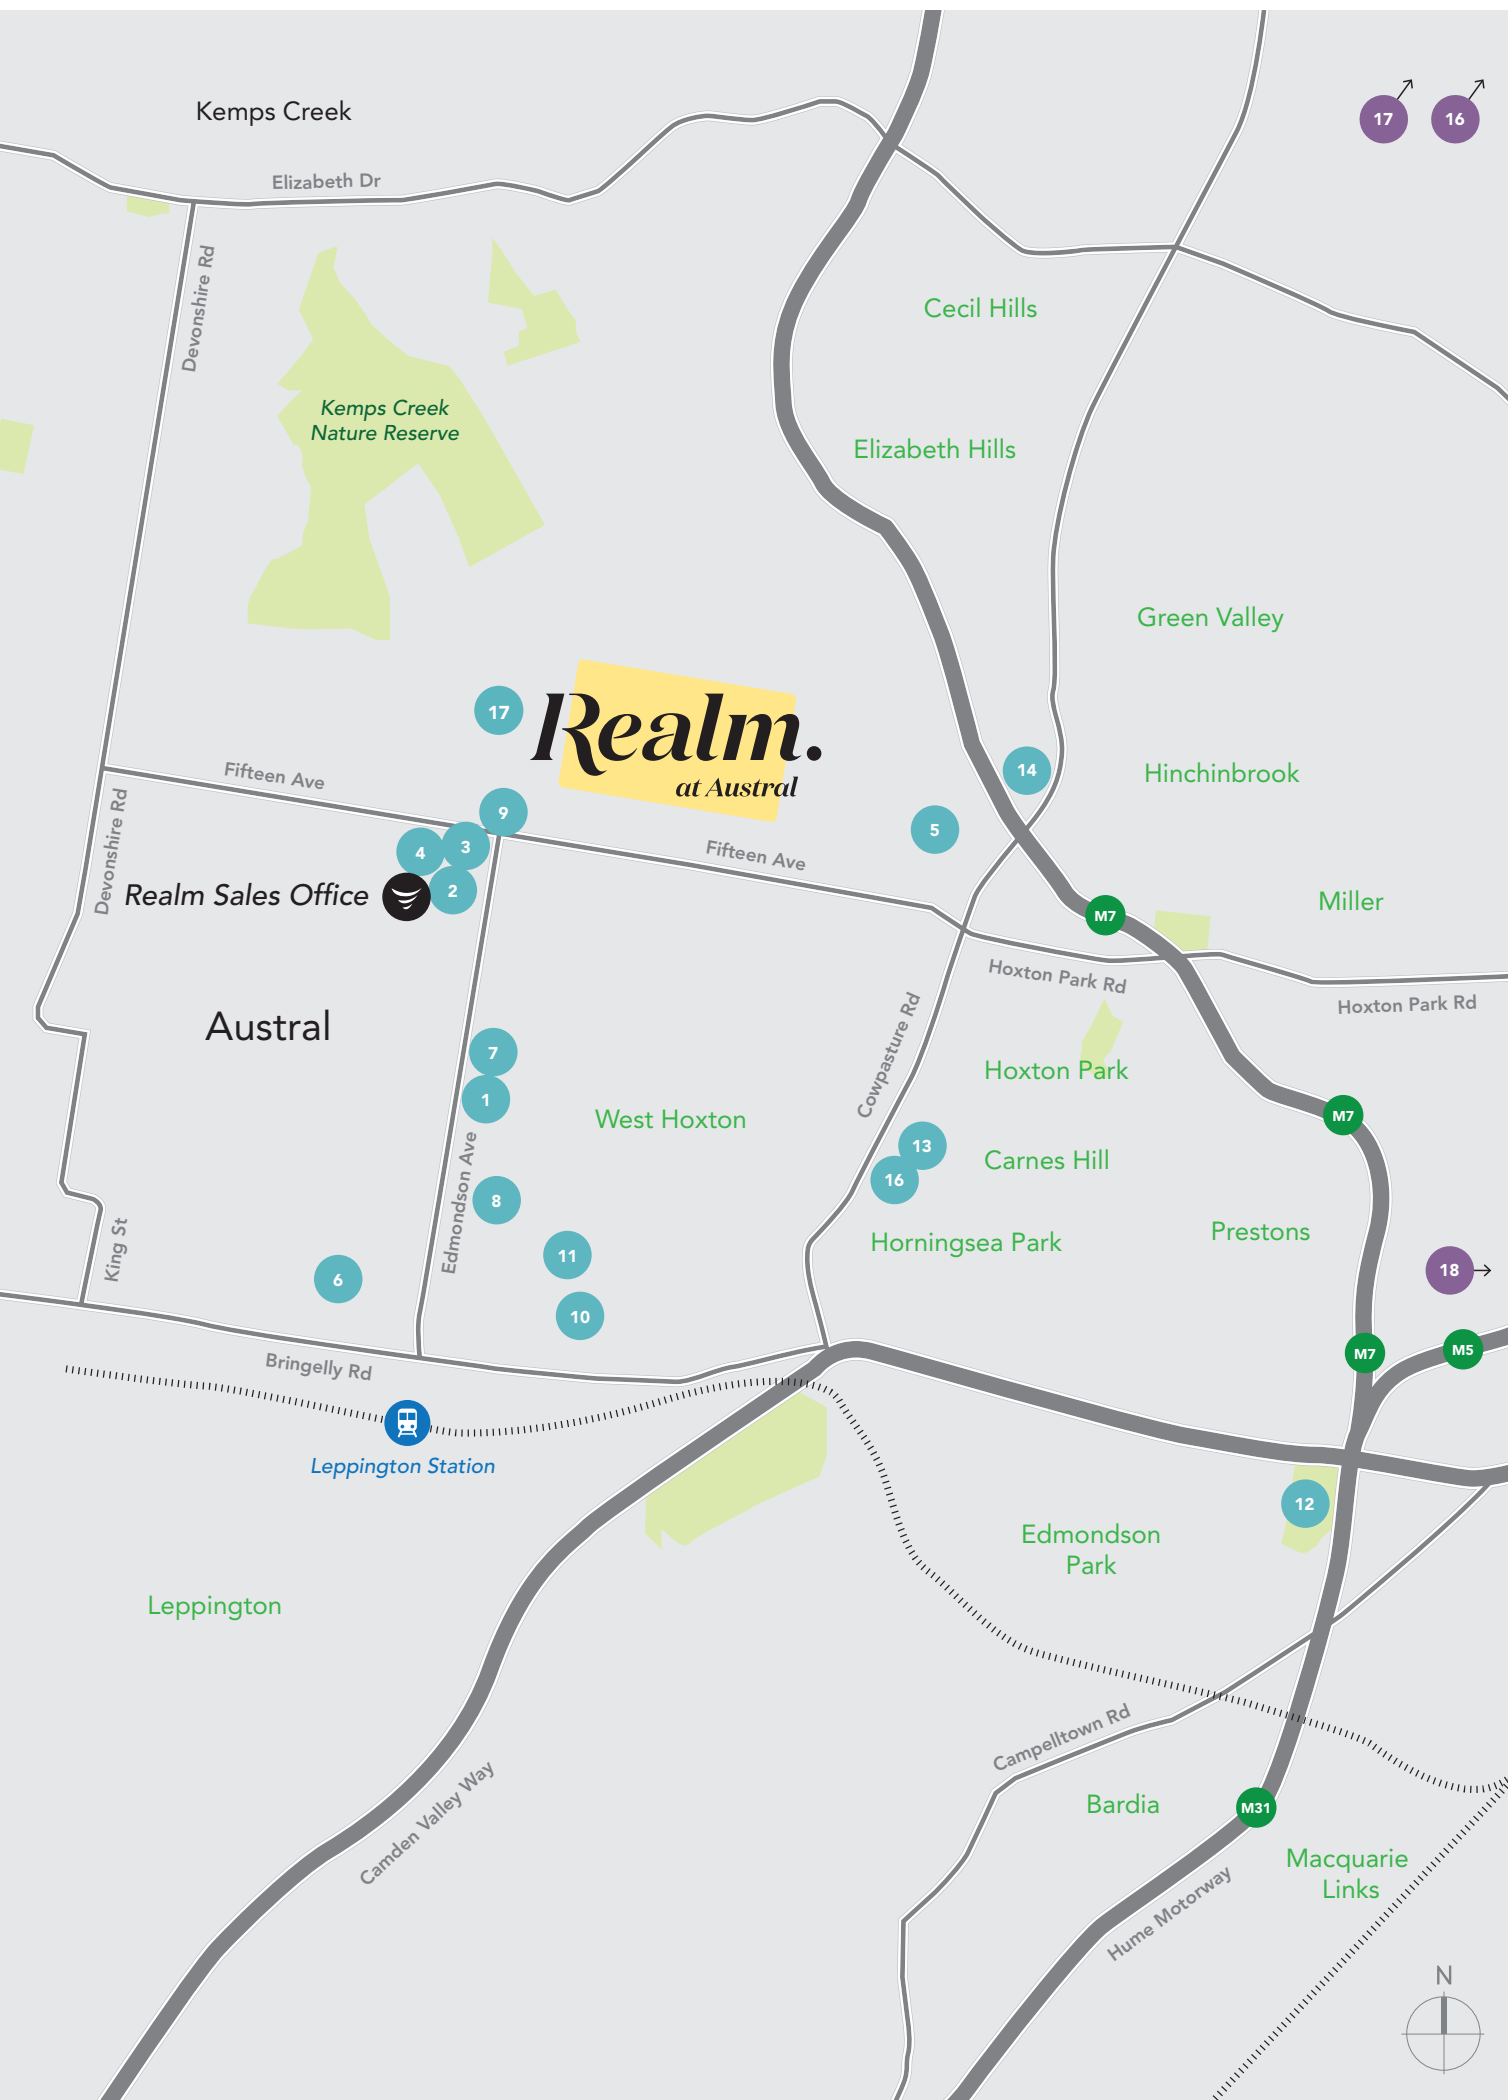 Kemps Creek
17
16
Elizabeth Dr
Devonshire Rd
Cecil Hills
Kemps Creek
Nature Reserve
Elizabeth Hills
Green Valley
17
Realm.
at Austral
14
Hinchinbrook
Fifteen Ave
9
5
4
3
Fifteen Ave
Devonshire Rd
Realm Sales Office
2
Miller
M7
Hoxton Park Rd
Hoxton Park Rd
Austral
Cowpasture Rd
7
Hoxton Park
1
West Hoxton
M7
13
Carnes Hill
16
Edmondson Ave
8
Prestons
King St
Horningsea Park
11
6
18
10
M7
M5
Bringelly Rd
Leppington Station
12
Edmondson
Park
Leppington
Campelltown Rd
Camden Valley Way
Bardia
M31
Macquarie
Links
Hume Motorway
N